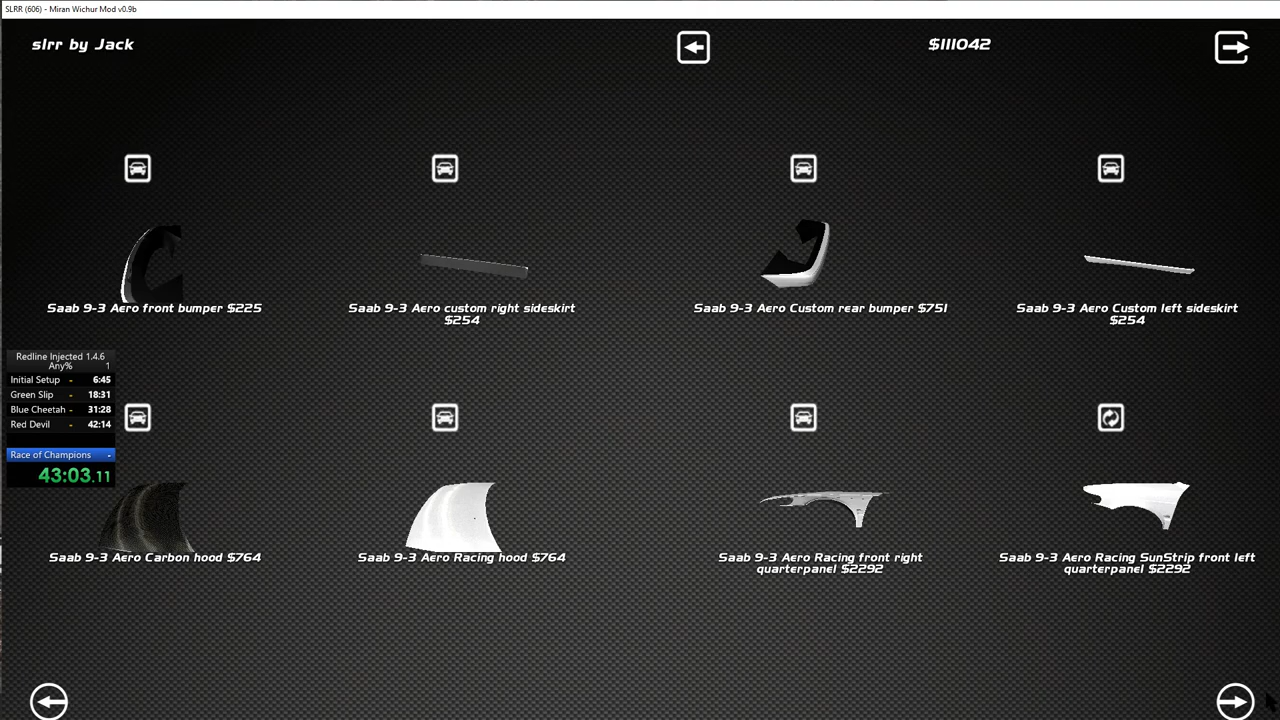 SLRR (606) - Miran Wichur Mod v0.9b
slrr by Jack
$111042
Saab 9-3 Aero front bumper $225
Saab 9-3 Aero custom right sideskirt
$254
Saab 9-3 Aero Custom rear bumper $751
Saab 9-3 Aero Custom left sideskirt
$254
Redline Injected 1.4.6
Any% 1
Initial Setup - 6:45
Green Slip - 18:31
Blue Cheetah - 31:28
Red Devil - 42:14
Race of Champions -
43:03.11
Saab 9-3 Aero Carbon hood $764
Saab 9-3 Aero Racing hood $764
Saab 9-3 Aero Racing front right
quarterpanel $2292
Saab 9-3 Aero Racing SunStrip front left
quarterpanel $2292